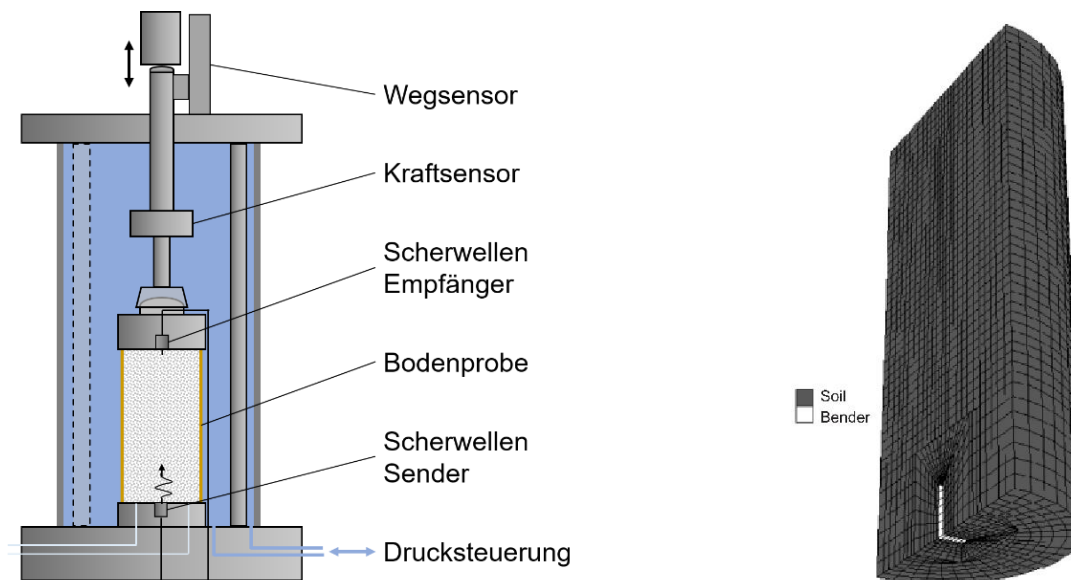 Wegsensor
Kraftsensor
Scherwellen
Empfänger
Bodenprobe
Scherwellen
Sender
Drucksteuerung
Soil
Bender